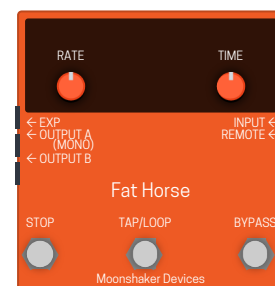 RATE TIME
← EXP INPUT ←
← OUTPUT A REMOTE ←
(MONO)
← OUTPUT B
Fat Horse
STOP TAP/LOOP BYPASS
Moonshaker Devices